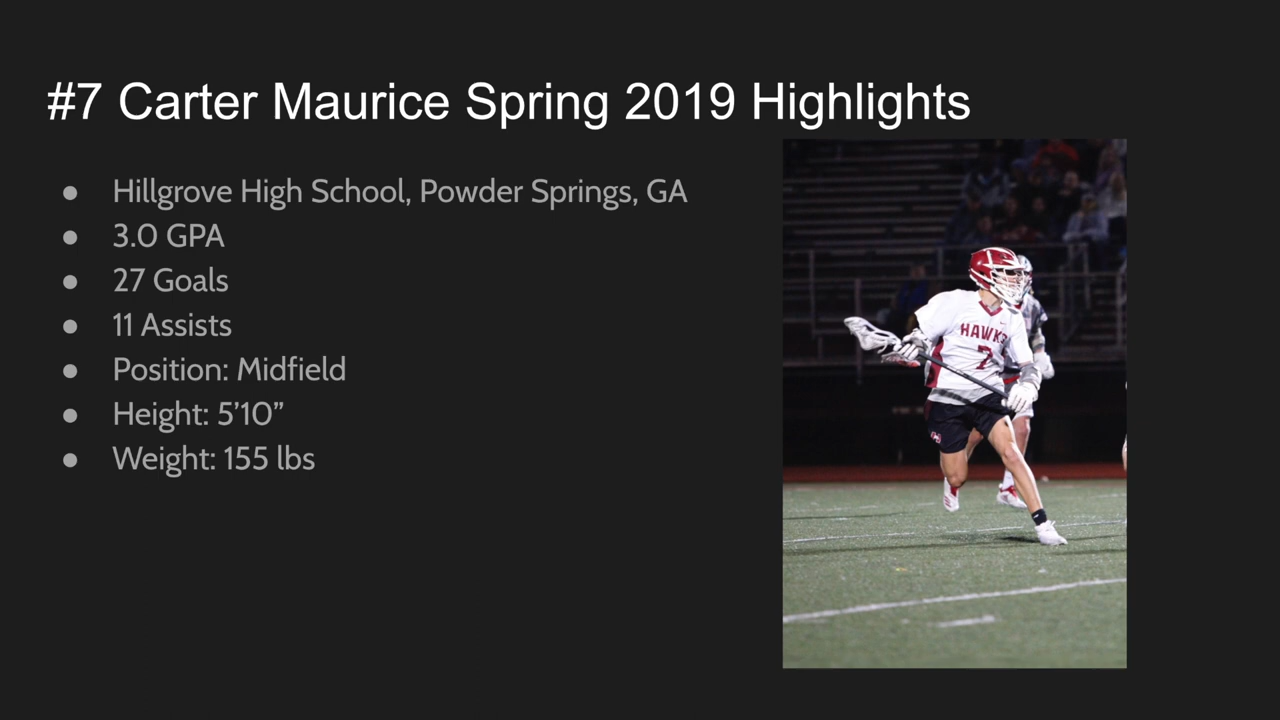 #7 Carter Maurice Spring 2019 Highlights
● Hillgrove High School, Powder Springs, GA
● 3.0 GPA
● 27 Goals
● 11 Assists
● Position: Midfield
● Height: 5’10”
● Weight: 155 lbs
HAWKS
7